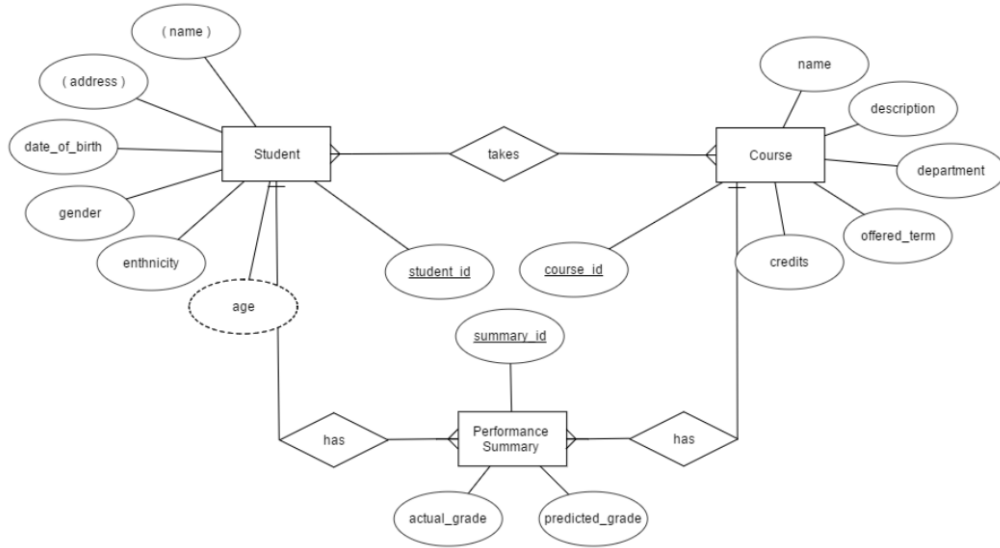 ( name )
name
( address )
description
date_of_birth
Student
takes
Course
department
gender
offered_term
enthnicity
student_id
course_id
credits
age
summary_id
has
Performance
Summary
has
actual_grade
predicted_grade